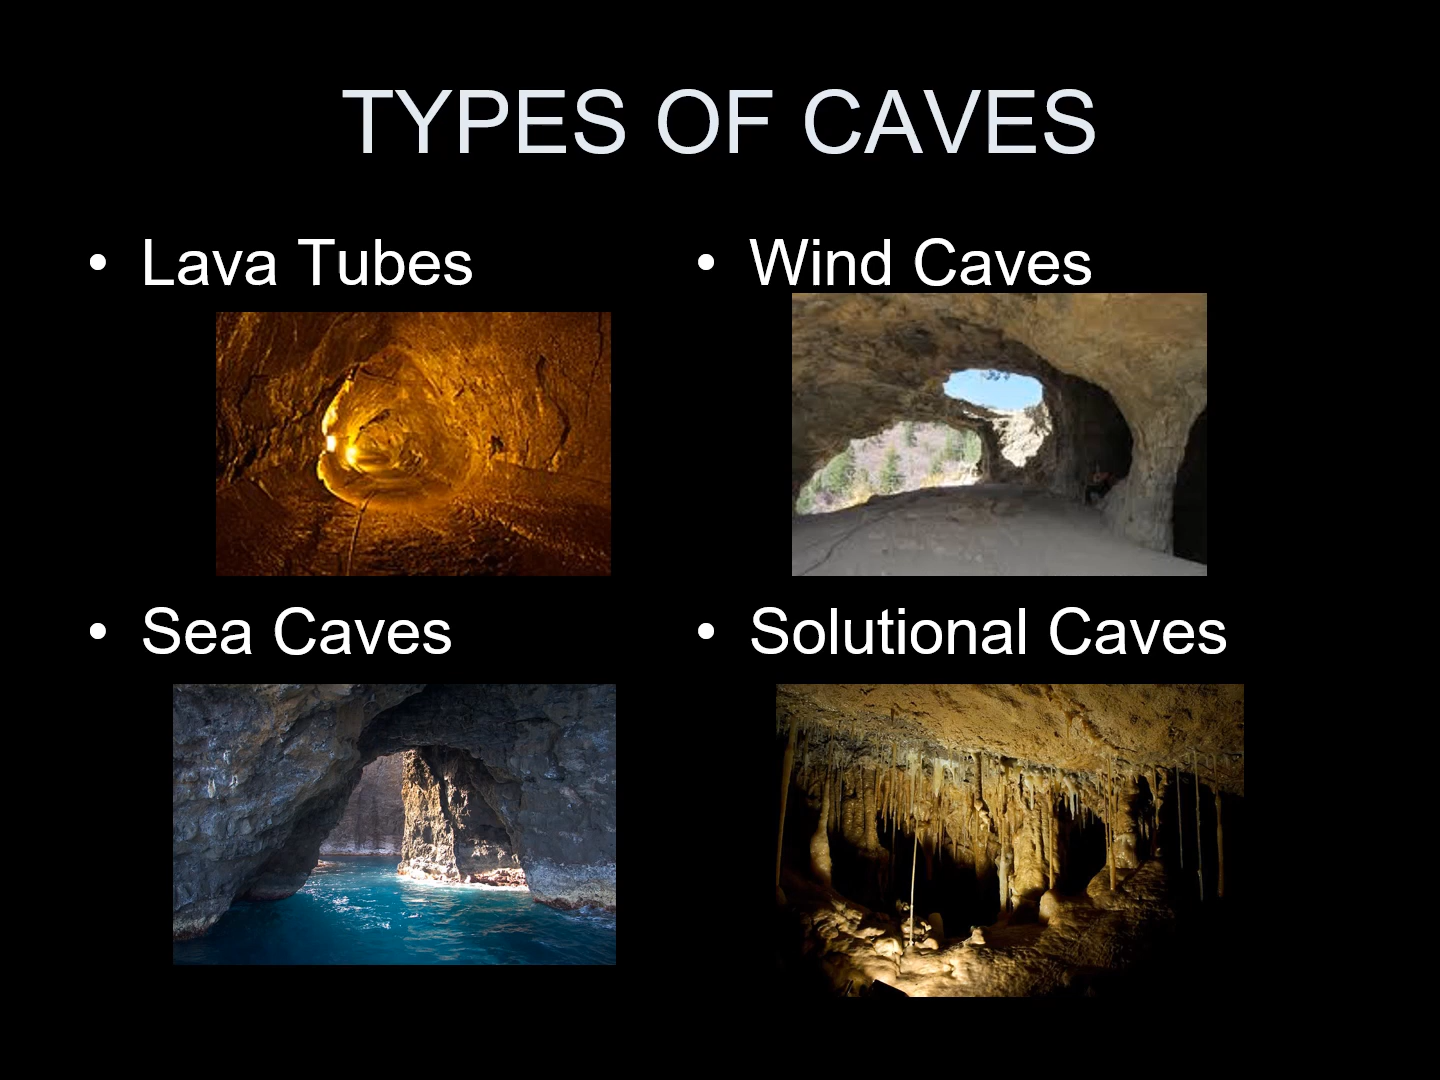 TYPES OF CAVES
• Lava Tubes
• Wind Caves
• Sea Caves
• Solutional Caves